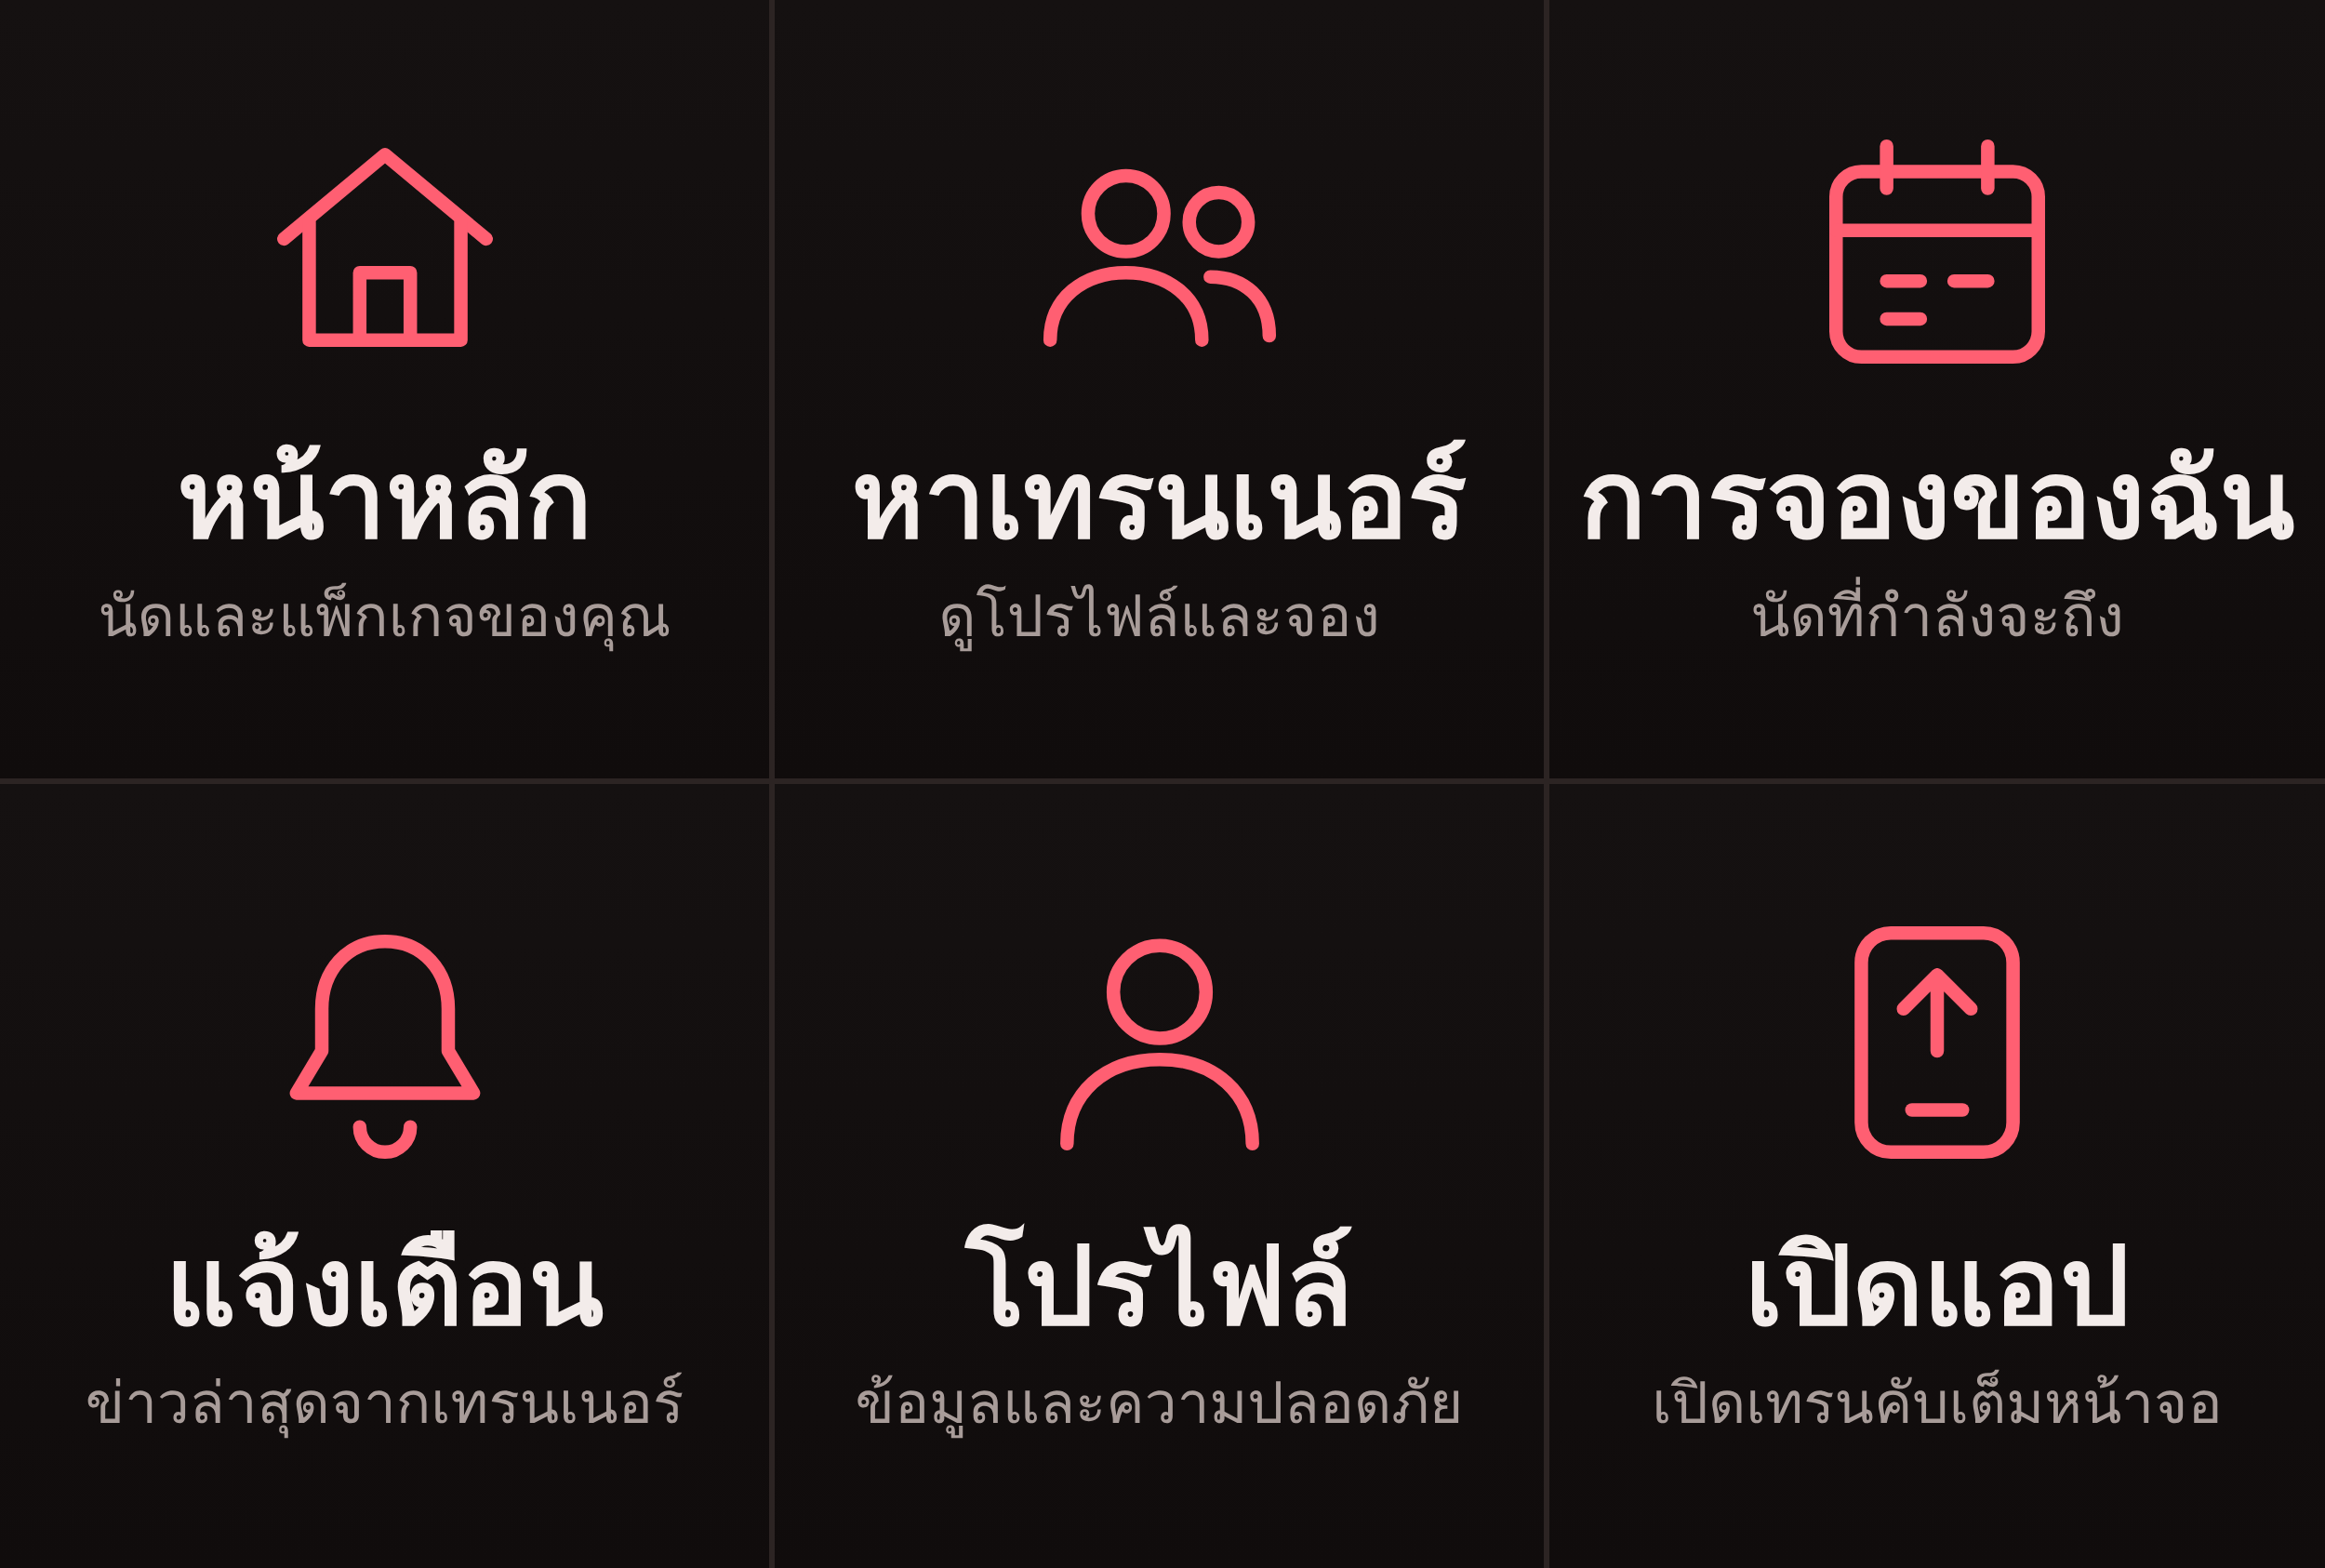 หน้าหลัก
นัดและแพ็กเกจของคุณ
หาเทรนเนอร์
ดูโปรไฟล์และจอง
การจองของฉัน
นัดที่กำลังจะถึง
แจ้งเตือน
ข่าวล่าสุดจากเทรนเนอร์
โปรไฟล์
ข้อมูลและความปลอดภัย
เปิดแอป
เปิดเทรนดับเต็มหน้าจอ